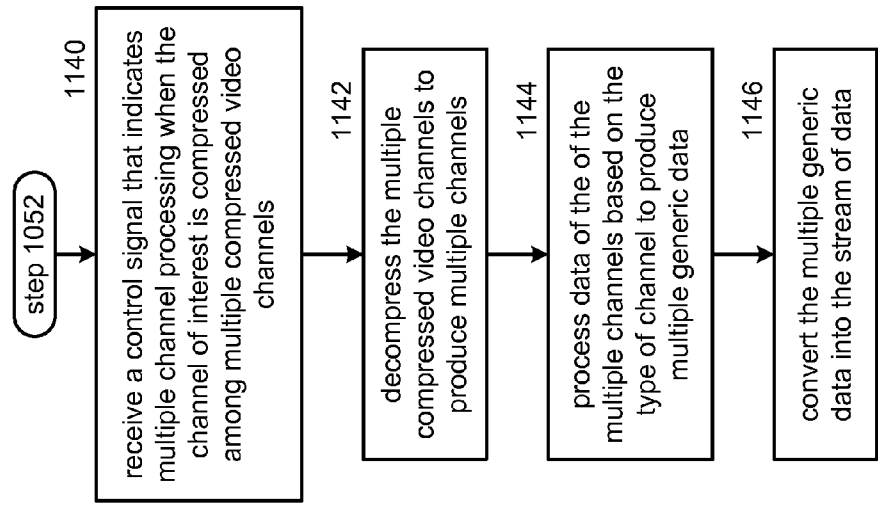 step 1052
1140
receive a control signal that indicates
multiple channel processing when the
channel of interest is compressed
among multiple compressed video
channels
1142
decompress the multiple
compressed video channels to
produce multiple channels
1144
process data of the of the
multiple channels based on the
type of channel to produce
multiple generic data
1146
convert the multiple generic
data into the stream of data